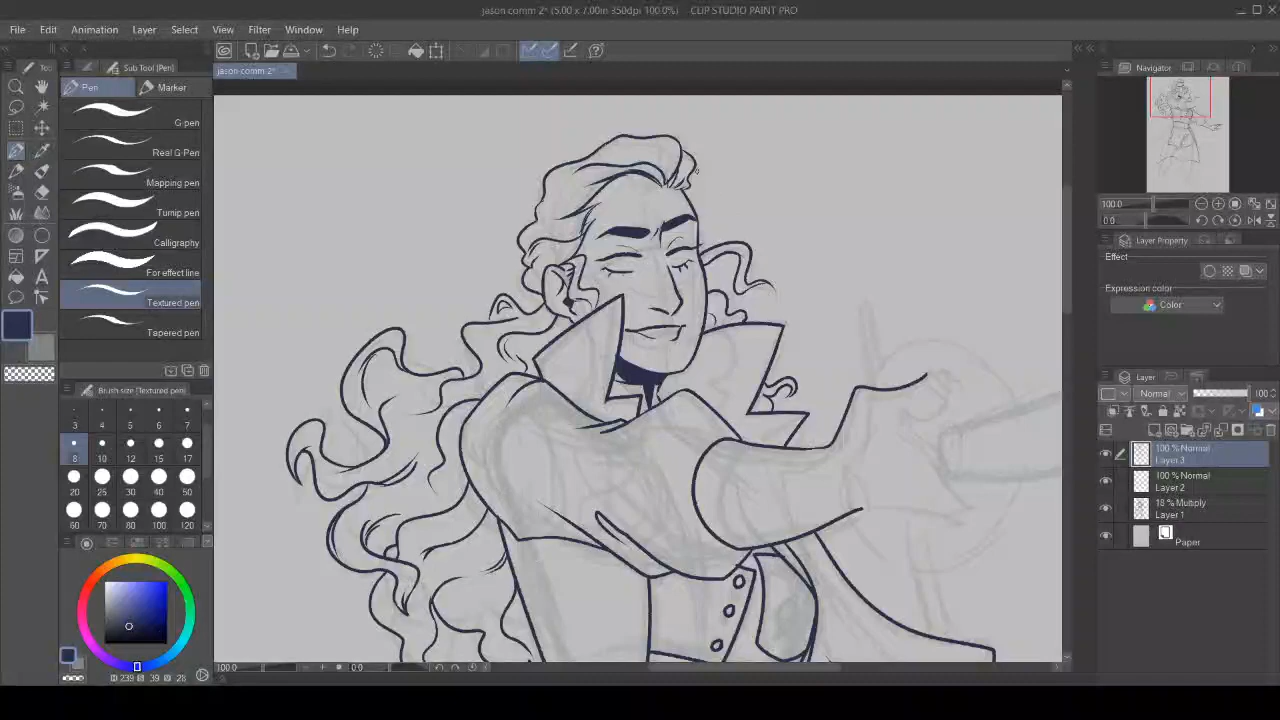 jason comm 2* (5.00 x 7.00in 350dpi 100.0%) - CLIP STUDIO PAINT PRO
File Edit Animation Layer Select View Filter Window Help
Sub Tool [Pen]
jason comm 2*
Navigator
Pen Marker
G-pen
Real G-Pen
Mapping pen
Turnip pen
Calligraphy
For effect line
Textured pen
Tapered pen
Brush size [Textured pen]
3 4 5 6 7
8 10 12 15 17
20 25 30 40 50
60 70 80 100 120
H 239 S 39 V 28
100.0
0.0
100.0
0.0
Layer Property
Effect
Expression color
Color
Layer
Normal 100
100 % Normal
Layer 3
100 % Normal
Layer 2
18 % Multiply
Layer 1
Paper